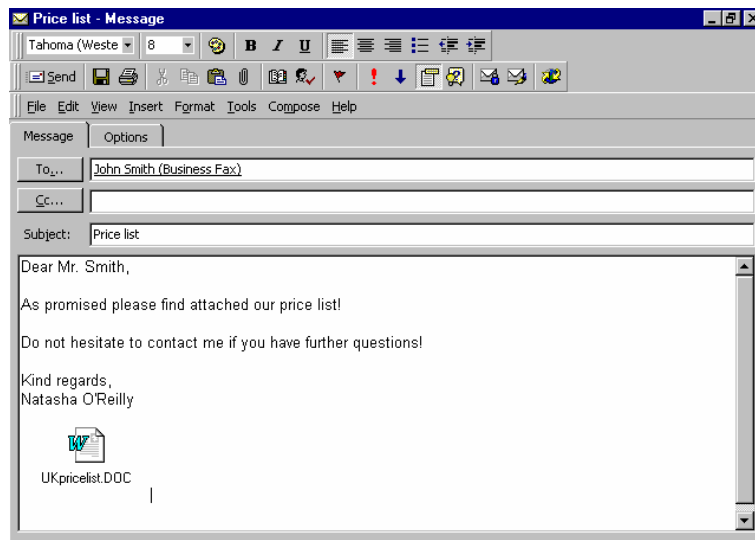 Price list - Message
Tahoma (Weste 8 B I U
Send
File Edit View Insert Format Tools Compose Help
Message Options
To... John Smith (Business Fax)
Cc...
Subject: Price list
Dear Mr. Smith,
As promised please find attached our price list!
Do not hesitate to contact me if you have further questions!
Kind regards,
Natasha O'Reilly
W
UKpricelist.DOC